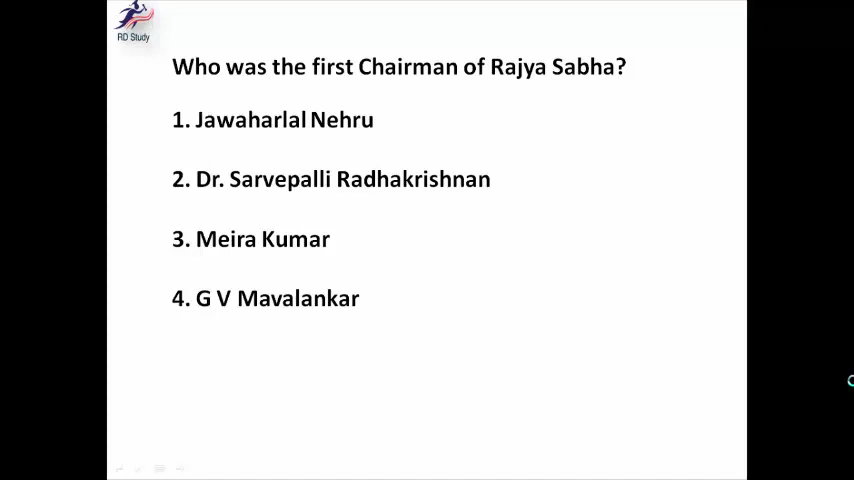 RD Study
Who was the first Chairman of Rajya Sabha?
1. Jawaharlal Nehru
2. Dr. Sarvepalli Radhakrishnan
3. Meira Kumar
4. G V Mavalankar